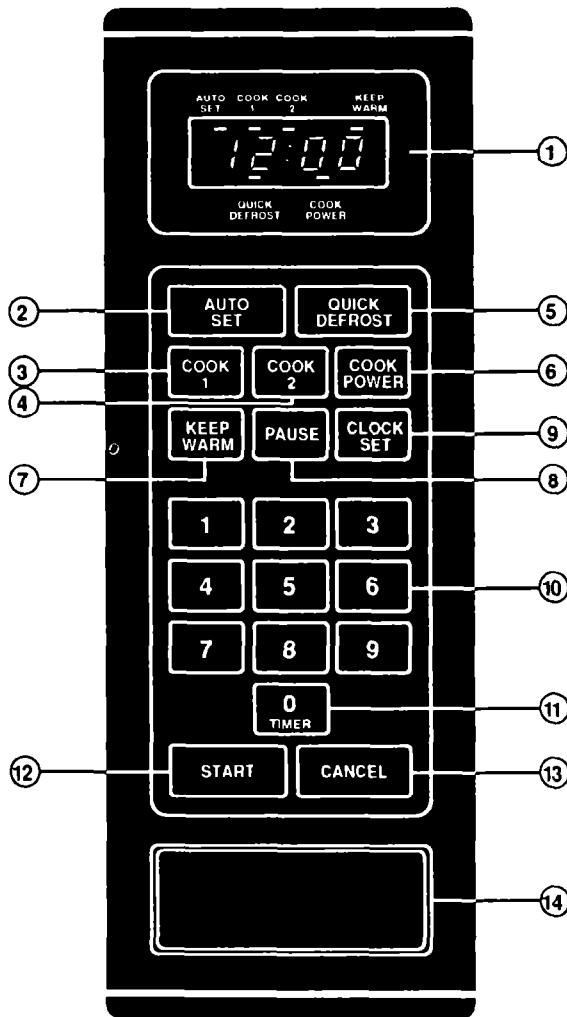 AUTO COOK COOK KEEP
SET 1 2 WARM
12:00
QUICK COOK
DEFROST POWER
1
AUTO QUICK
SET DEFROST
2
5
COOK COOK COOK
1 2 POWER
3
4
6
KEEP PAUSE CLOCK
WARM SET
7
8
9
1 2 3
4 5 6
10
7 8 9
0
TIMER
11
START CANCEL
12
13
14